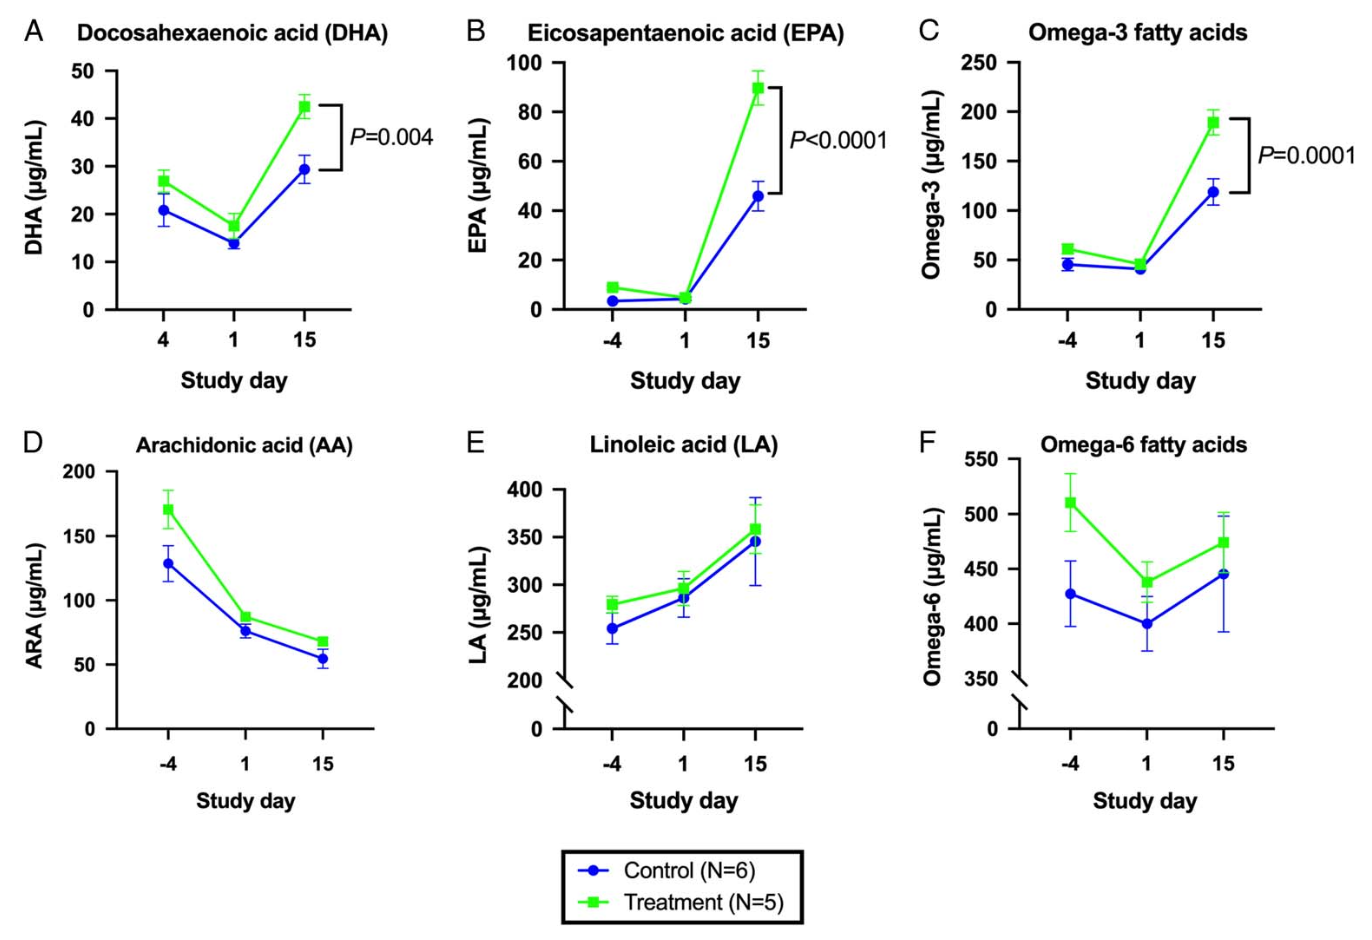 A
Docosahexaenoic acid (DHA)
DHA (µg/mL)
50
40
30
20
10
0
P=0.004
4 1 15
Study day
B
Eicosapentaenoic acid (EPA)
EPA (µg/mL)
100
80
60
40
20
0
P<0.0001
-4 1 15
Study day
C
Omega-3 fatty acids
Omega-3 (µg/mL)
250
200
150
100
50
0
P=0.0001
-4 1 15
Study day
D
Arachidonic acid (AA)
ARA (µg/mL)
200
150
100
50
0
-4 1 15
Study day
E
Linoleic acid (LA)
LA (µg/mL)
400
350
300
250
200
0
-4 1 15
Study day
F
Omega-6 fatty acids
Omega-6 (µg/mL)
550
500
450
400
350
0
-4 1 15
Study day
Control (N=6)
Treatment (N=5)